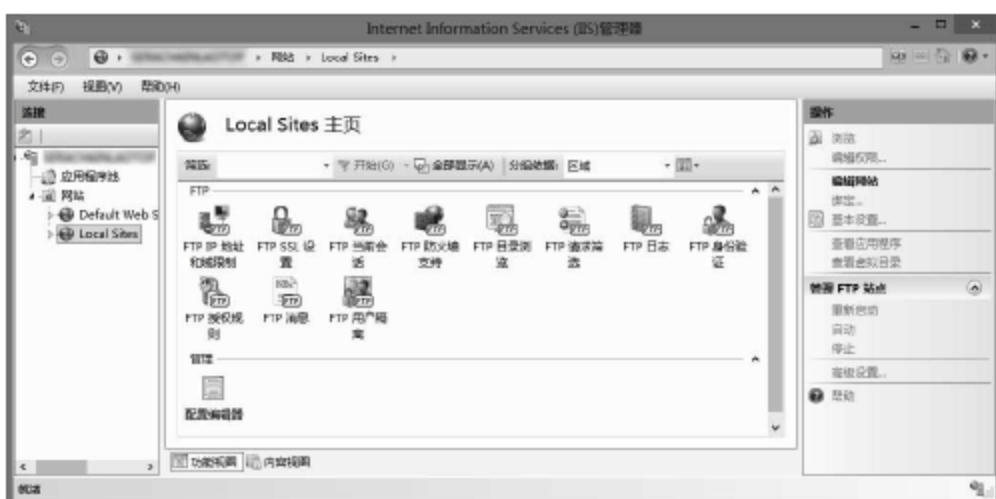 Internet Information Services (IIS)管理器
网站 Local Sites
文件(F) 视图(V) 帮助(H)
连接
应用程序池
网站
Default Web S
Local Sites
Local Sites 主页
筛选: 开始(G) 全部显示(A) 分组依据: 区域
FTP
FTP IP 地址和域限制
FTP SSL 设置
FTP 当前会话
FTP 防火墙支持
FTP 目录浏览
FTP 请求筛选
FTP 日志
FTP 身份验证
FTP 授权规则
FTP 消息
FTP 用户隔离
管理
配置编辑器
功能视图 内容视图
操作
浏览
编辑权限...
编辑网站
绑定...
基本设置...
查看应用程序
查看虚拟目录
管理 FTP 站点
重新启动
启动
停止
高级设置...
帮助
就绪